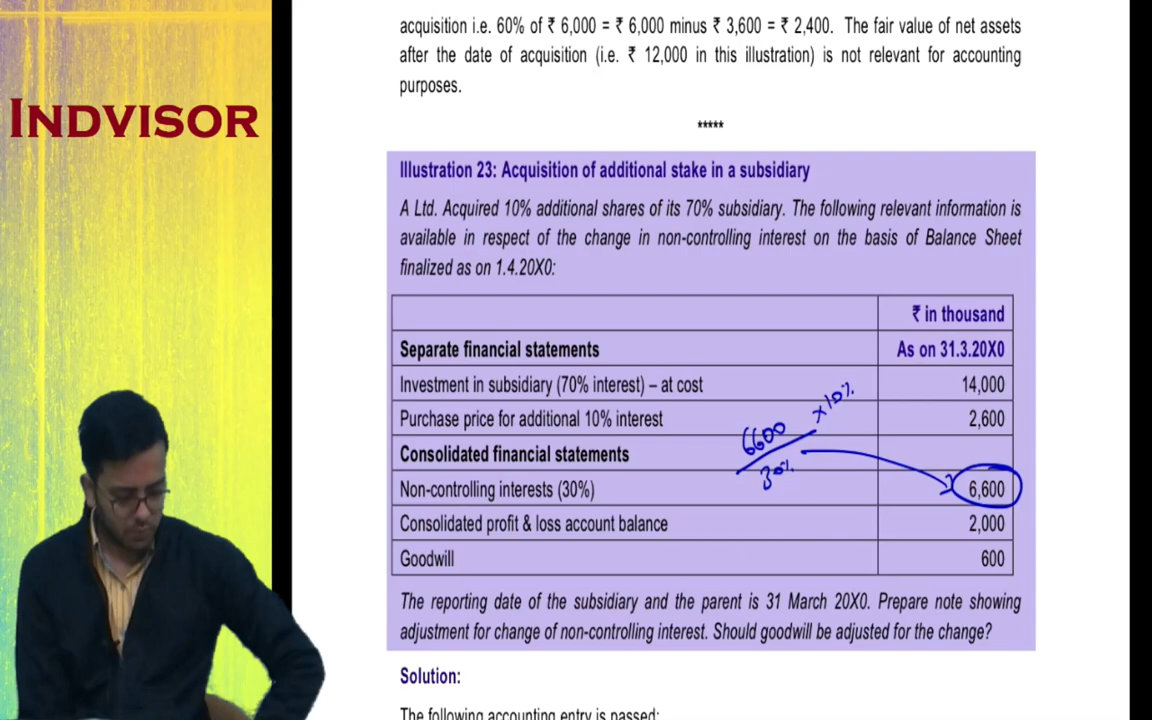 acquisition i.e. 60% of ₹ 6,000 = ₹ 6,000 minus ₹ 3,600 = ₹ 2,400. The fair value of net assets
after the date of acquisition (i.e. ₹ 12,000 in this illustration) is not relevant for accounting
purposes.
INDVISOR
*****
Illustration 23: Acquisition of additional stake in a subsidiary
A Ltd. Acquired 10% additional shares of its 70% subsidiary. The following relevant information is
available in respect of the change in non-controlling interest on the basis of Balance Sheet
finalized as on 1.4.20X0:
₹ in thousand
Separate financial statements As on 31.3.20X0
Investment in subsidiary (70% interest) – at cost 14,000
Purchase price for additional 10% interest 2,600
6600 x10%
30%
Consolidated financial statements
Non-controlling interests (30%) 6,600
Consolidated profit & loss account balance 2,000
Goodwill 600
The reporting date of the subsidiary and the parent is 31 March 20X0. Prepare note showing
adjustment for change of non-controlling interest. Should goodwill be adjusted for the change?
Solution:
The following accounting entry is passed: